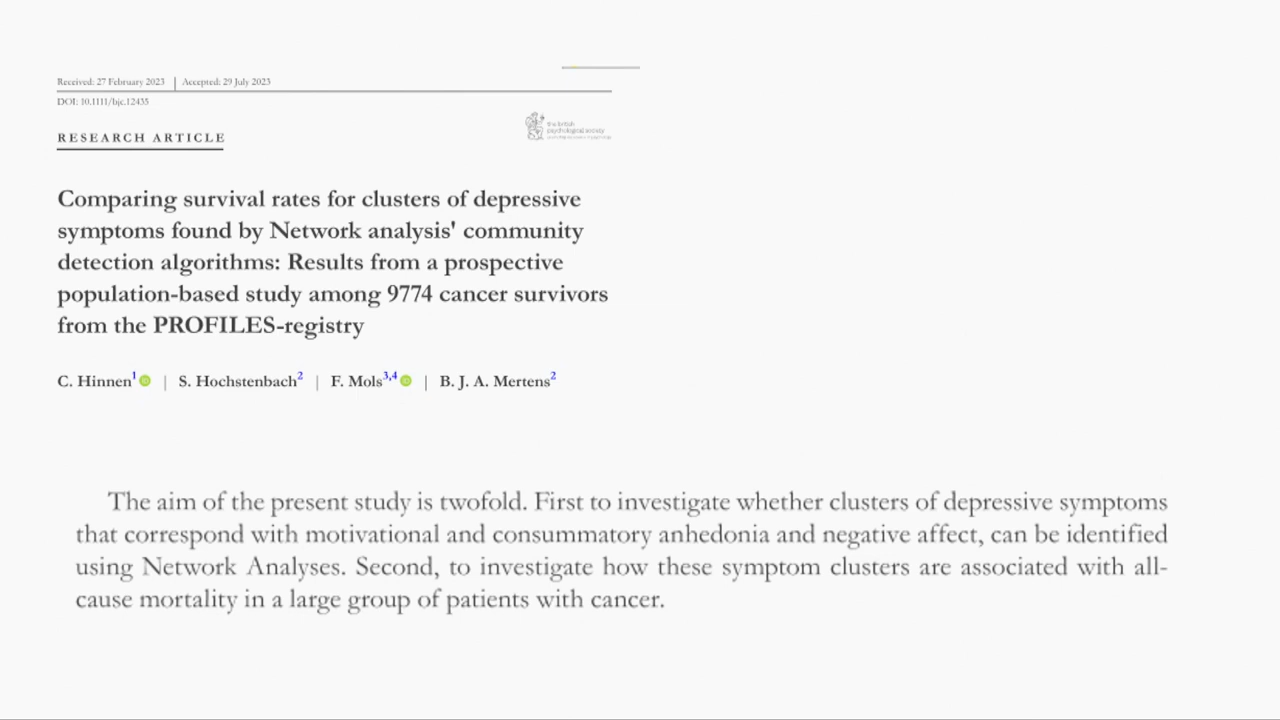 Received: 27 February 2023 | Accepted: 29 July 2023
DOI: 10.1111/bjc.12435
the british
psychological society
RESEARCH ARTICLE
Comparing survival rates for clusters of depressive
symptoms found by Network analysis' community
detection algorithms: Results from a prospective
population-based study among 9774 cancer survivors
from the PROFILES-registry
C. Hinnen1 | S. Hochstenbach2 | F. Mols3,4 | B. J. A. Mertens2
The aim of the present study is twofold. First to investigate whether clusters of depressive symptoms
that correspond with motivational and consummatory anhedonia and negative affect, can be identified
using Network Analyses. Second, to investigate how these symptom clusters are associated with all-
cause mortality in a large group of patients with cancer.